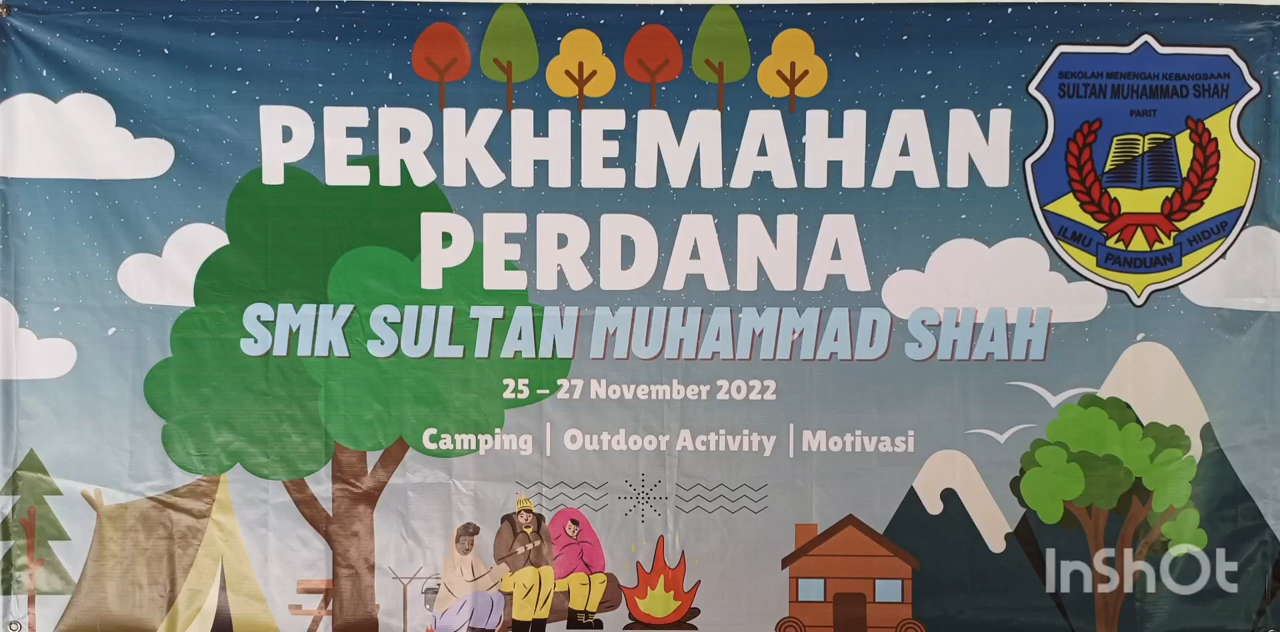 PERKHEMAHAN
PERDANA
SMK SULTAN MUHAMMAD SHAH
25 – 27 November 2022
Camping | Outdoor Activity | Motivasi
SEKOLAH MENENGAH KEBANGSAAN
SULTAN MUHAMMAD SHAH
PARIT
ILMU PANDUAN HIDUP
InShOt